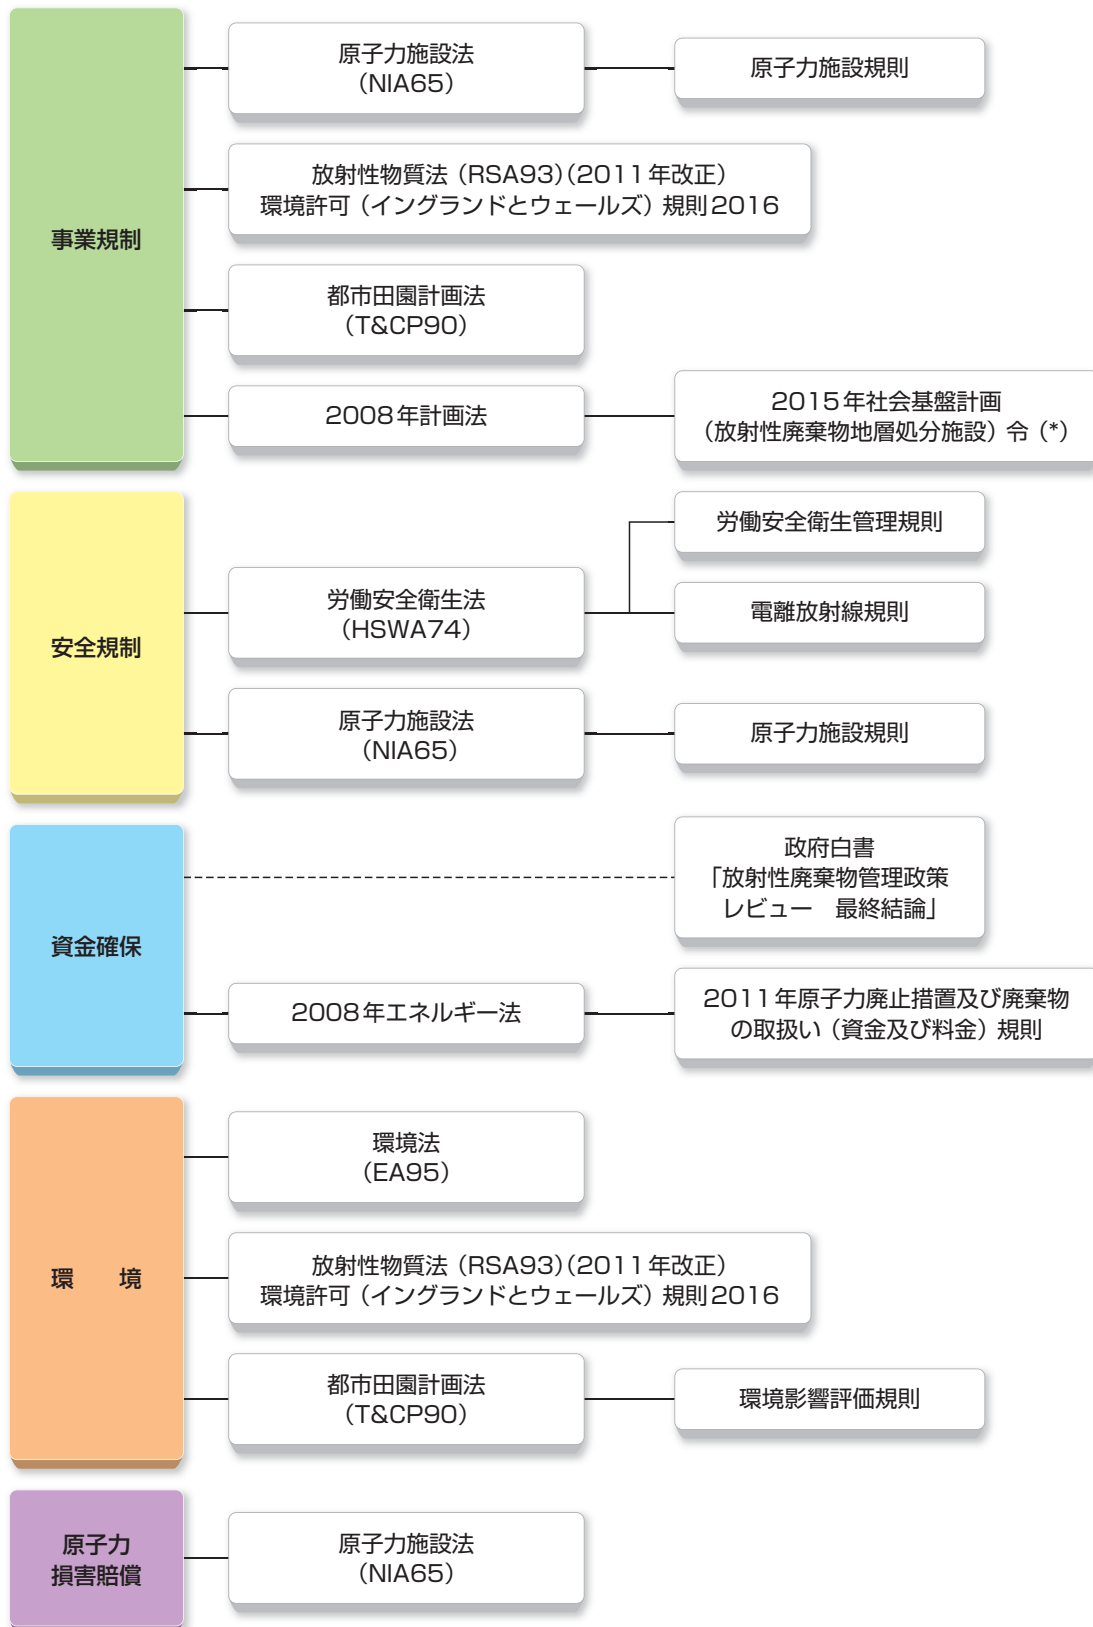 事業規制
原子力施設法
（NIA65）
原子力施設規則
放射性物質法（RSA93）（2011年改正）
環境許可（イングランドとウェールズ）規則2016
都市田園計画法
（T&CP90）
2008年計画法
2015年社会基盤計画
（放射性廃棄物地層処分施設）令（*）
安全規制
労働安全衛生法
（HSWA74）
労働安全衛生管理規則
電離放射線規則
原子力施設法
（NIA65）
原子力施設規則
資金確保
政府白書
「放射性廃棄物管理政策
レビュー　最終結論」
2008年エネルギー法
2011年原子力廃止措置及び廃棄物
の取扱い（資金及び料金）規則
環　境
環境法
（EA95）
放射性物質法（RSA93）（2011年改正）
環境許可（イングランドとウェールズ）規則2016
都市田園計画法
（T&CP90）
環境影響評価規則
原子力
損害賠償
原子力施設法
（NIA65）